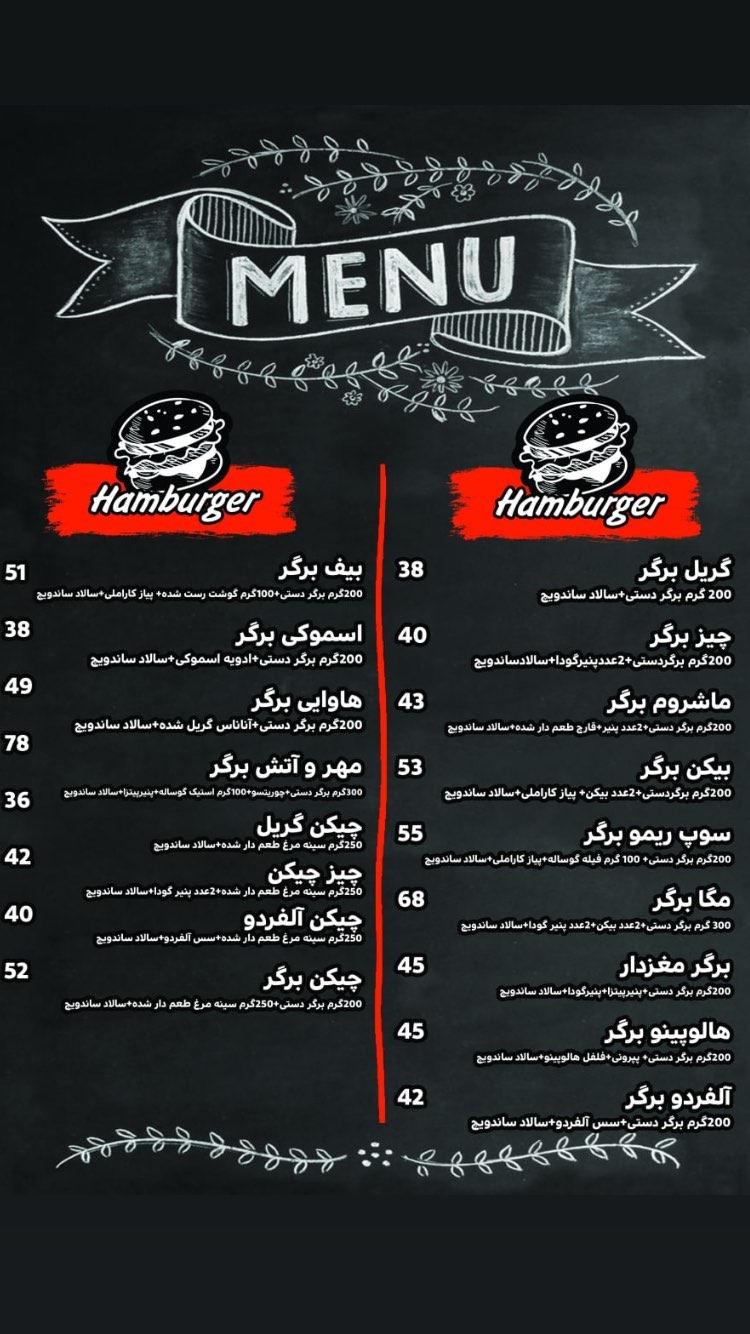 MENU
Hamburger
گریل برگر 38
200 گرم برگر دستی+سالاد ساندویچ
چیز برگر 40
200گرم برگردستی+2عددپنیرگودا+سالادساندویچ
ماشروم برگر 43
200گرم برگر دستی+2عدد پنیر+قارچ طعم دار شده+سالاد ساندویچ
بیکن برگر 53
200گرم برگردستی+2عدد بیکن+ پیاز کاراملی+سالاد ساندویچ
سوپ ریمو برگر 55
200گرم برگر دستی+ 100 گرم فیله گوساله+پیاز کاراملی+سالاد ساندویچ
مگا برگر 68
300 گرم برگر دستی+2عدد بیکن+2عدد پنیر گودا+سالاد ساندویچ
برگر مغزدار 45
200گرم برگر دستی+پنیرپیتزا+پنیرگودا+سالاد ساندویچ
هالوپینو برگر 45
200گرم برگر دستی+ پپرونی+فلفل هالوپینو+سالاد ساندویچ
آلفردو برگر 42
200گرم برگر دستی+سس آلفردو+سالاد ساندویچ
Hamburger
بیف برگر 51
200گرم برگر دستی+100گرم گوشت رست شده+ پیاز کاراملی+سالاد ساندویچ
اسموکی برگر 38
200گرم برگر دستی+ادویه اسموکی+سالاد ساندویچ
هاوایی برگر 49
200گرم برگر دستی+آناناس گریل شده+سالاد ساندویچ
مهر و آتش برگر 78
300گرم برگر دستی+چوریتسو+100گرم استیک گوساله+پنیرپیتزا+سالاد ساندویچ
چیکن گریل 36
250گرم سینه مرغ طعم دار شده+سالاد ساندویچ
چیز چیکن 42
250گرم سینه مرغ طعم دار شده+2عدد پنیر گودا+سالاد ساندویچ
چیکن آلفردو 40
250گرم سینه مرغ طعم دار شده+سس آلفردو+سالاد ساندویچ
چیکن برگر 52
200گرم برگر دستی+250گرم سینه مرغ طعم دار شده+سالاد ساندویچ